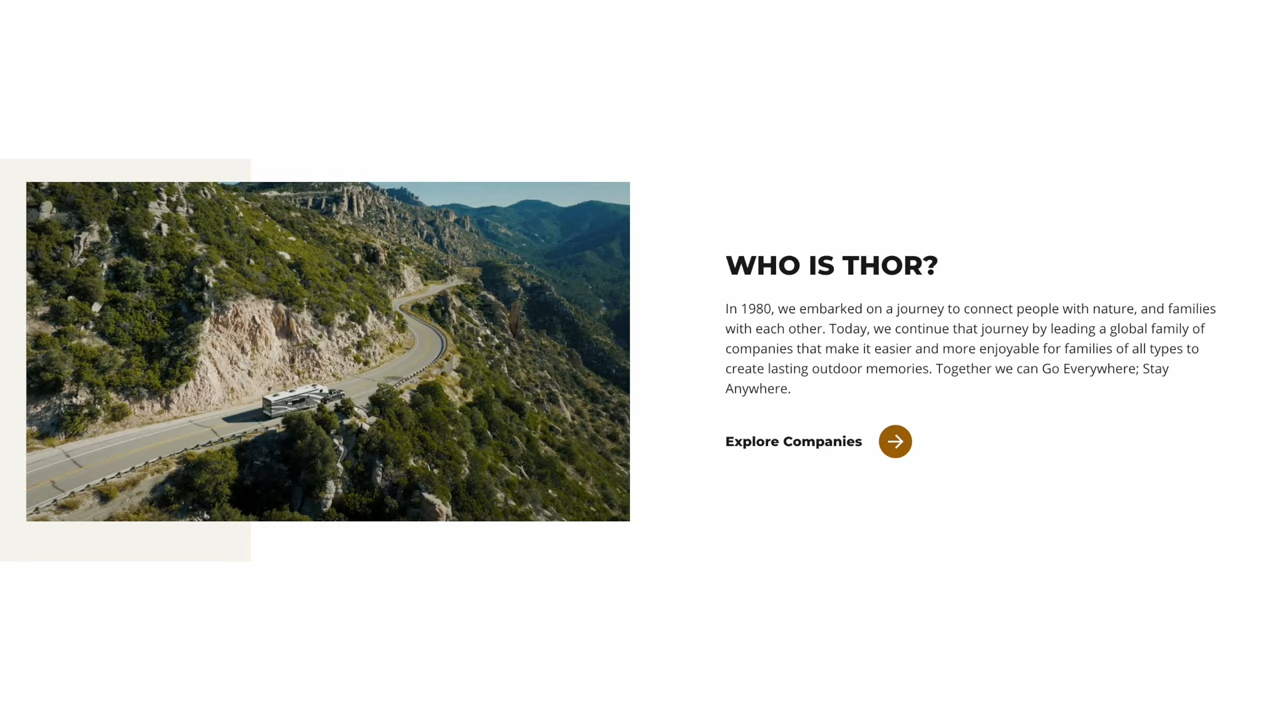 WHO IS THOR?
In 1980, we embarked on a journey to connect people with nature, and families
with each other. Today, we continue that journey by leading a global family of
companies that make it easier and more enjoyable for families of all types to
create lasting outdoor memories. Together we can Go Everywhere; Stay
Anywhere.
Explore Companies